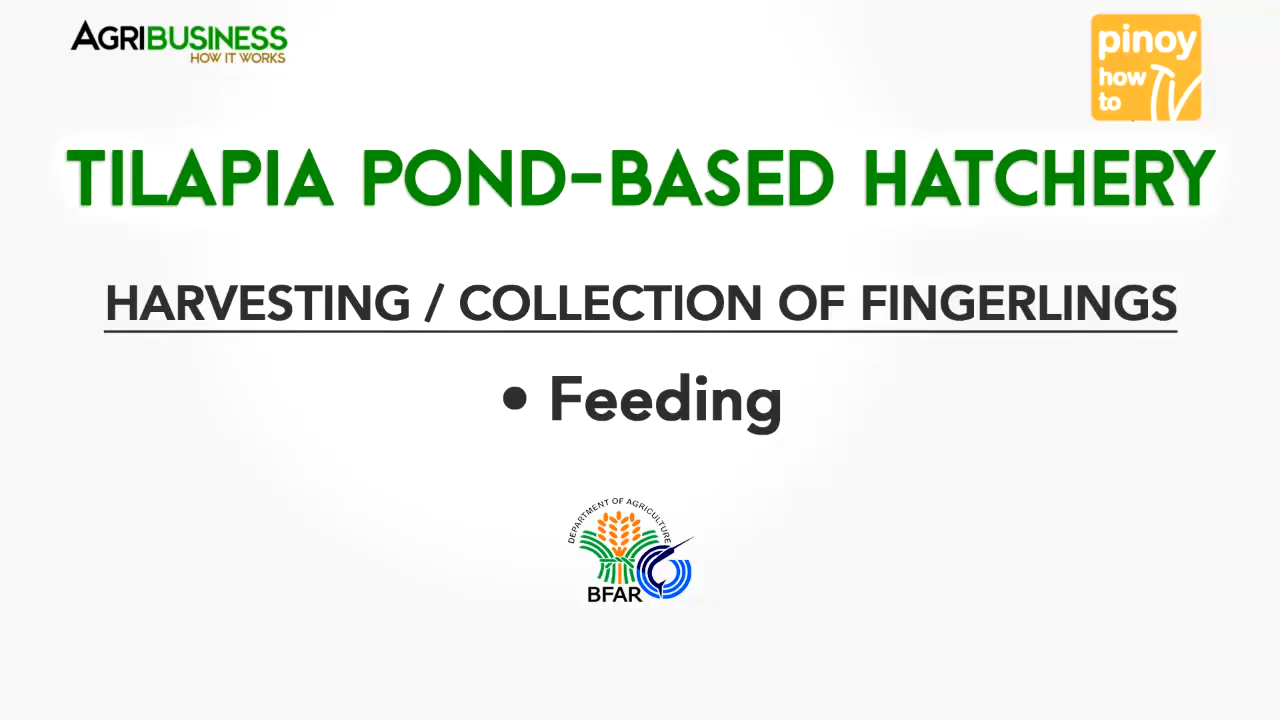 AGRIBUSINESS
HOW IT WORKS
pinoy
how
to
TV
TILAPIA POND-BASED HATCHERY
HARVESTING / COLLECTION OF FINGERLINGS
• Feeding
DEPARTMENT OF AGRICULTURE
BFAR